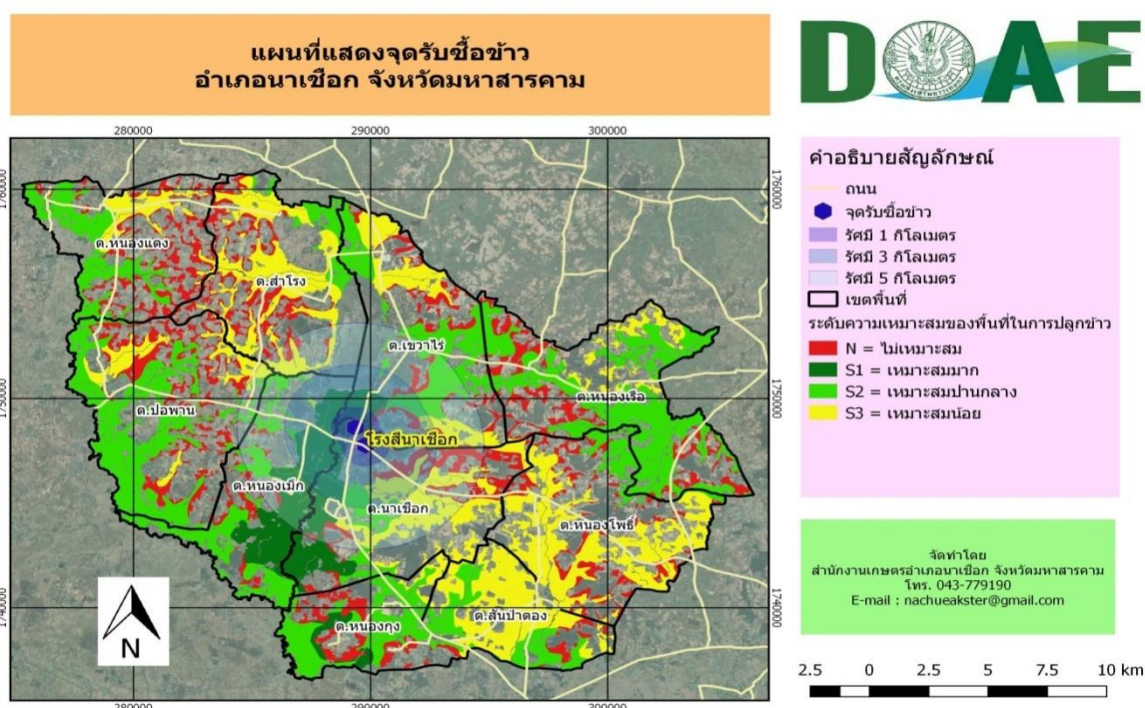 แผนที่แสดงจุดรับซื้อข้าว
อำเภอนาเชือก จังหวัดมหาสารคาม
DOAE
280000 290000 300000
1760000 1760000
1750000 1750000
1740000 1740000
280000 290000 300000
ต.หนองแดง
ต.สำโรง
ต.เขวาไร่
ต.หนองเรือ
ต.ปอพาน
โรงสีนาเชือก
ต.หนองเม็ก
ต.นาเชือก
ต.หนองโพธิ์
ต.สันป่าตอง
ต.หนองกุง
N
คำอธิบายสัญลักษณ์
ถนน
จุดรับซื้อข้าว
รัศมี 1 กิโลเมตร
รัศมี 3 กิโลเมตร
รัศมี 5 กิโลเมตร
เขตพื้นที่
ระดับความเหมาะสมของพื้นที่ในการปลูกข้าว
N = ไม่เหมาะสม
S1 = เหมาะสมมาก
S2 = เหมาะสมปานกลาง
S3 = เหมาะสมน้อย
จัดทำโดย
สำนักงานเกษตรอำเภอนาเชือก จังหวัดมหาสารคาม
โทร. 043-779190
E-mail : nachueakster@gmail.com
2.5 0 2.5 5 7.5 10 km